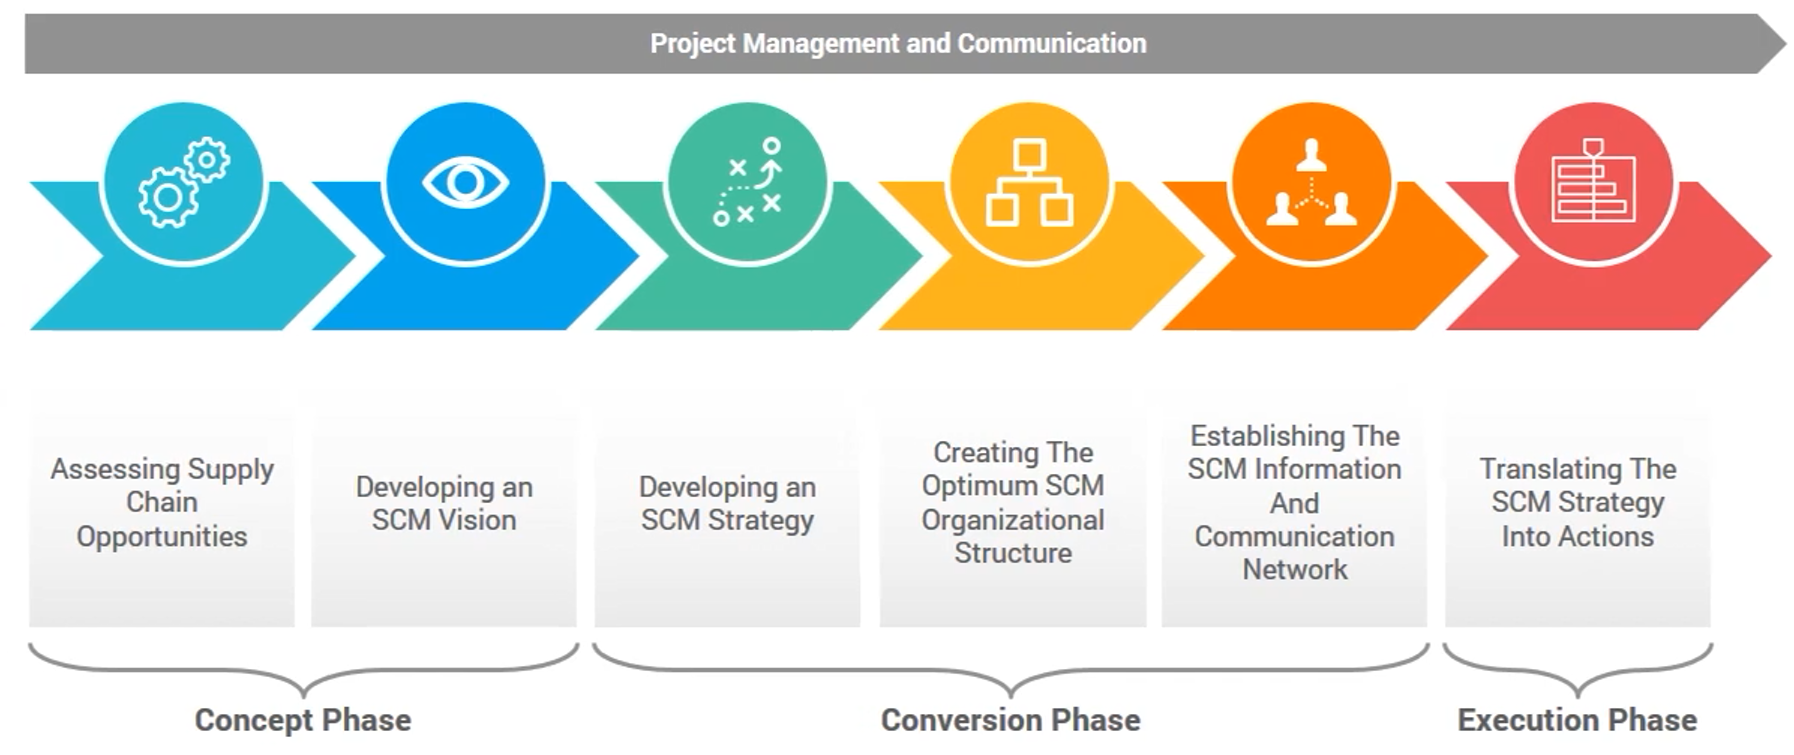 Project Management and Communication
Assessing Supply
Chain
Opportunities
Developing an
SCM Vision
Developing an
SCM Strategy
Creating The
Optimum SCM
Organizational
Structure
Establishing The
SCM Information
And
Communication
Network
Translating The
SCM Strategy
Into Actions
Concept Phase
Conversion Phase
Execution Phase